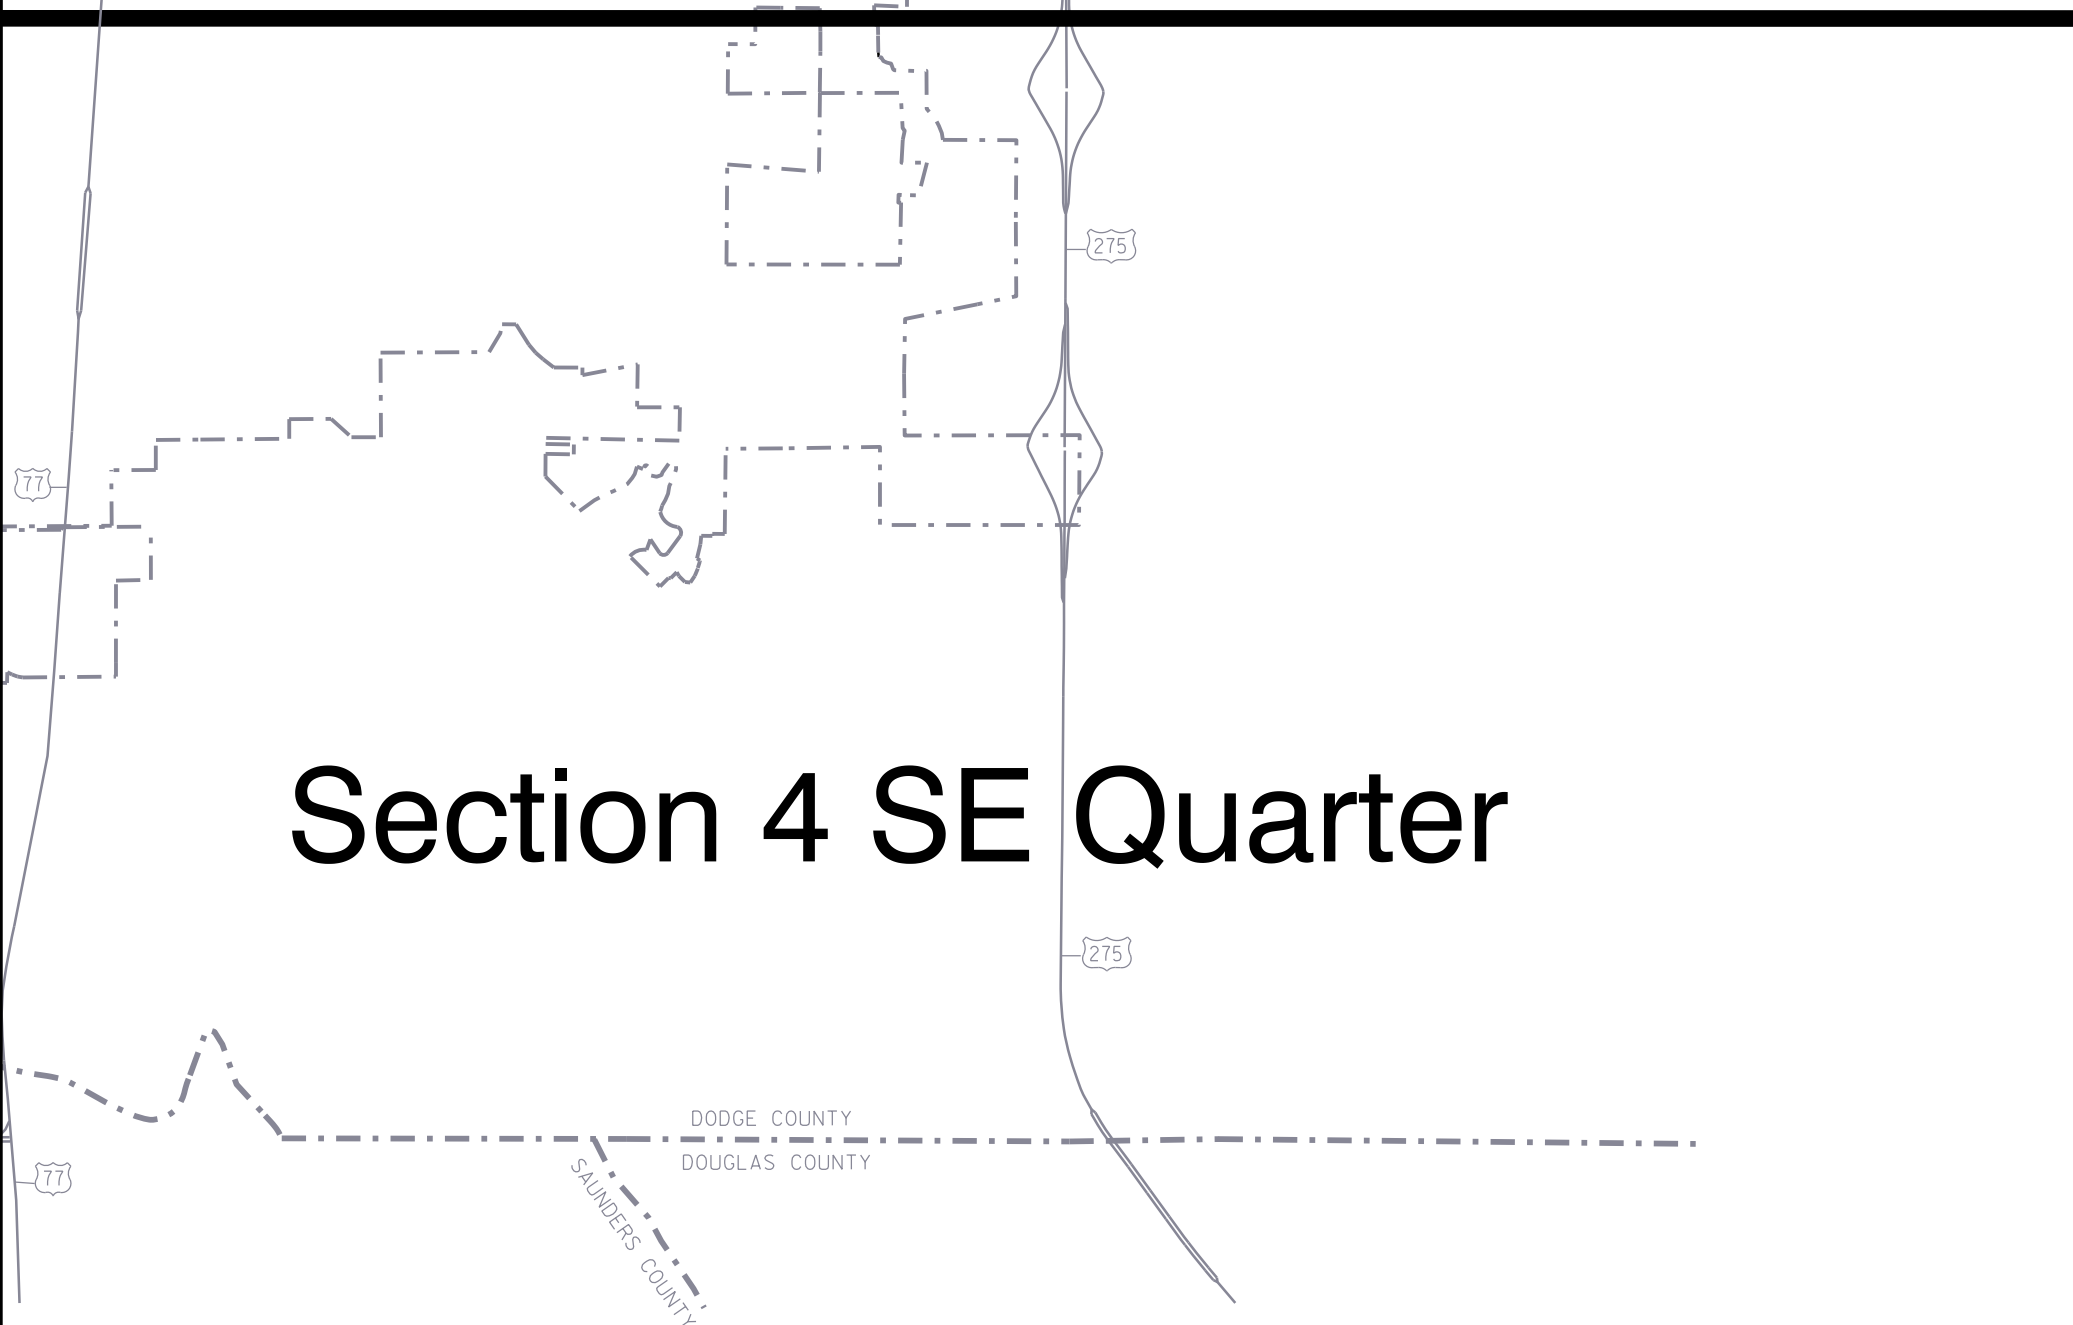 275
77
Section 4 SE Quarter
275
DODGE COUNTY
DOUGLAS COUNTY
77
SAUNDERS COUNTY